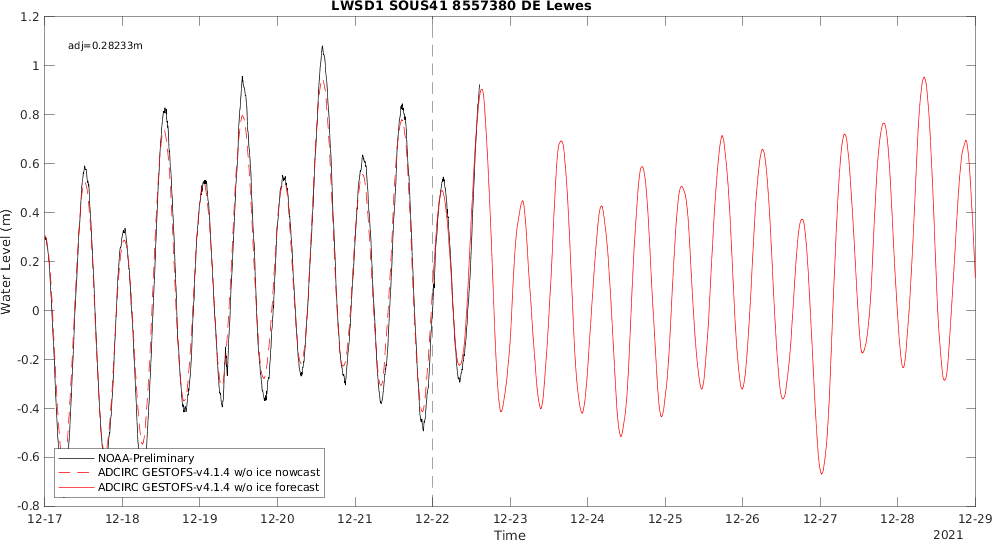 LWSD1 SOUS41 8557380 DE Lewes
1.2
adj=0.28233m
1
0.8
0.6
0.4
0.2
0
-0.2
-0.4
-0.6
-0.8
Water Level (m)
NOAA-Preliminary
ADCIRC GESTOFS-v4.1.4 w/o ice nowcast
ADCIRC GESTOFS-v4.1.4 w/o ice forecast
12-17 12-18 12-19 12-20 12-21 12-22 12-23 12-24 12-25 12-26 12-27 12-28 12-29
Time
2021